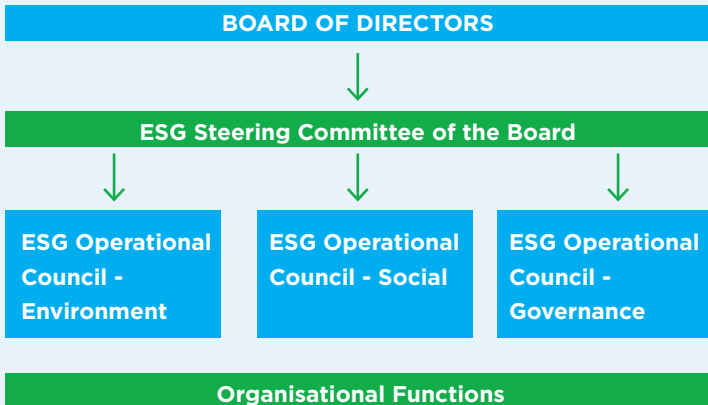 BOARD OF DIRECTORS
ESG Steering Committee of the Board
ESG Operational
Council -
Environment
ESG Operational
Council - Social
ESG Operational
Council -
Governance
Organisational Functions